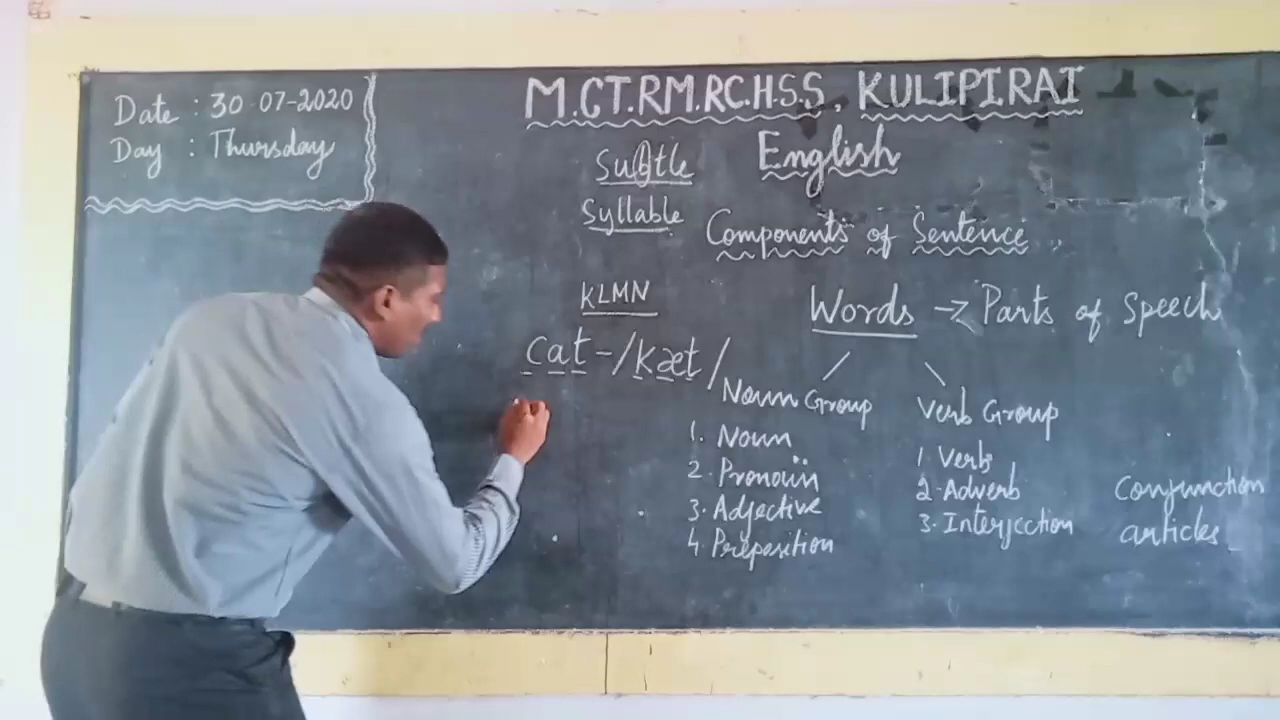 Date : 30-07-2020
Day : Thursday
M.CT.RM.RC.H.S.S, KULIPIRAI
English
Subtle
Syllable
Components of Sentence
KLMN
Words → Parts of Speech
cat - /kæt/
Noun Group
1. Noun
2. Pronoun
3. Adjective
4. Preposition
Verb Group
1 Verb
2. Adverb
3. Interjection
Conjunction
articles